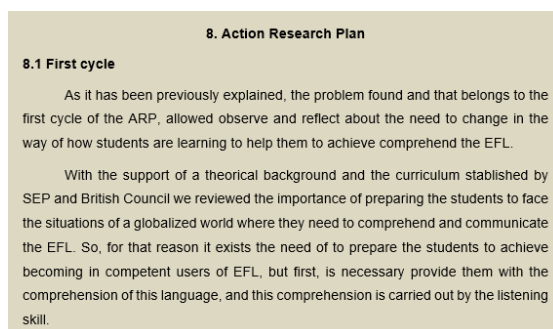 8. Action Research Plan
8.1 First cycle
As it has been previously explained, the problem found and that belongs to the
first cycle of the ARP, allowed observe and reflect about the need to change in the
way of how students are learning to help them to achieve comprehend the EFL.
With the support of a theorical background and the curriculum stablished by
SEP and British Council we reviewed the importance of preparing the students to face
the situations of a globalized world where they need to comprehend and communicate
the EFL. So, for that reason it exists the need of to prepare the students to achieve
becoming in competent users of EFL, but first, is necessary provide them with the
comprehension of this language, and this comprehension is carried out by the listening
skill.